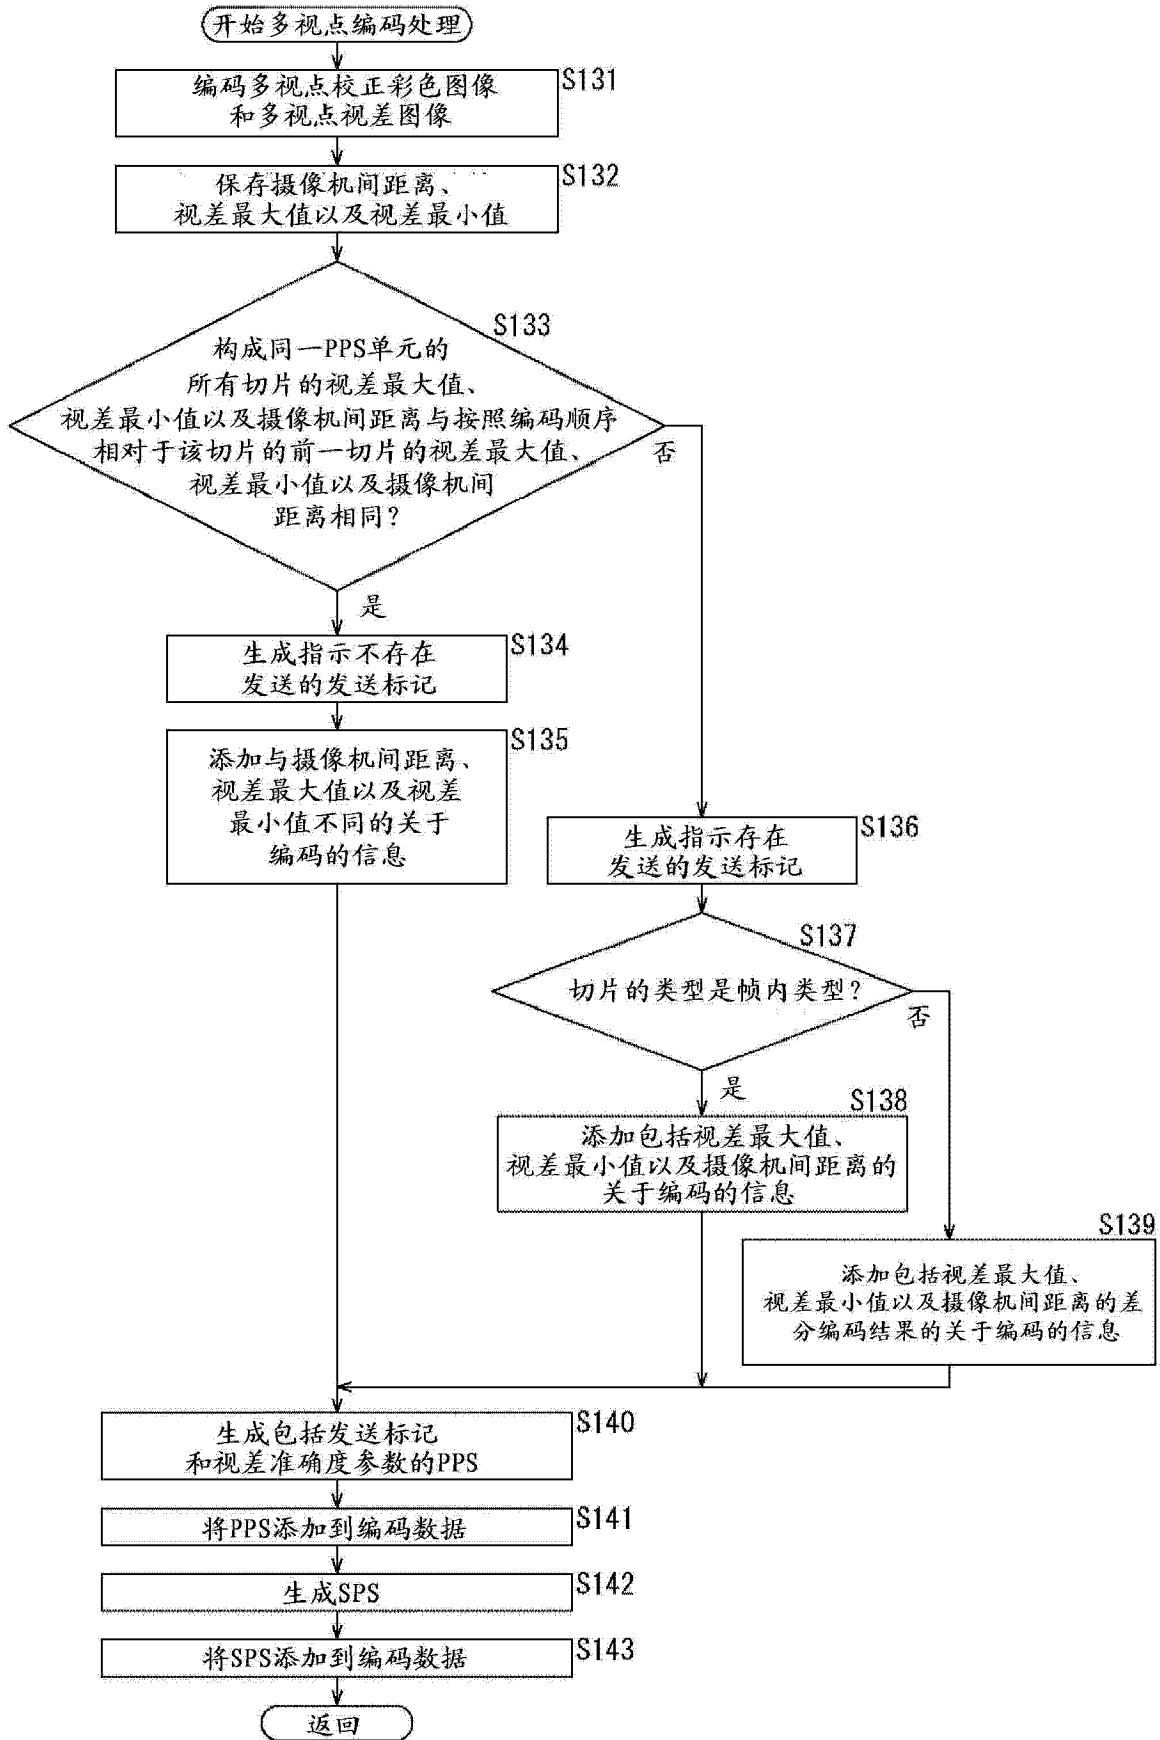 开始多视点编码处理
编码多视点校正彩色图像
和多视点视差图像
S131
保存摄像机间距离、
视差最大值以及视差最小值
S132
S133
构成同一PPS单元的
所有切片的视差最大值、
视差最小值以及摄像机间距离与按照编码顺序
相对于该切片的前一切片的视差最大值、
视差最小值以及摄像机间
距离相同?
否
是
生成指示不存在
发送的发送标记
S134
添加与摄像机间距离、
视差最大值以及视差
最小值不同的关于
编码的信息
S135
生成指示存在
发送的发送标记
S136
S137
切片的类型是帧内类型?
否
是
S138
添加包括视差最大值、
视差最小值以及摄像机间距离的
关于编码的信息
S139
添加包括视差最大值、
视差最小值以及摄像机间距离的差
分编码结果的关于编码的信息
生成包括发送标记
和视差准确度参数的PPS
S140
将PPS添加到编码数据
S141
生成SPS
S142
将SPS添加到编码数据
S143
返回